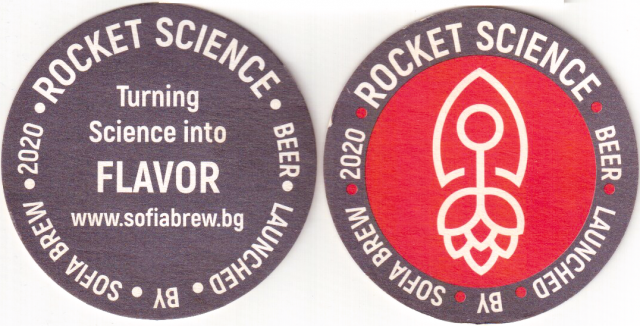 ROCKET SCIENCE • BEER • LAUNCHED • BY • SOFIA BREW • 2020 •
Turning
Science into
FLAVOR
www.sofiabrew.bg
ROCKET SCIENCE • BEER • LAUNCHED • BY • SOFIA BREW • 2020 •